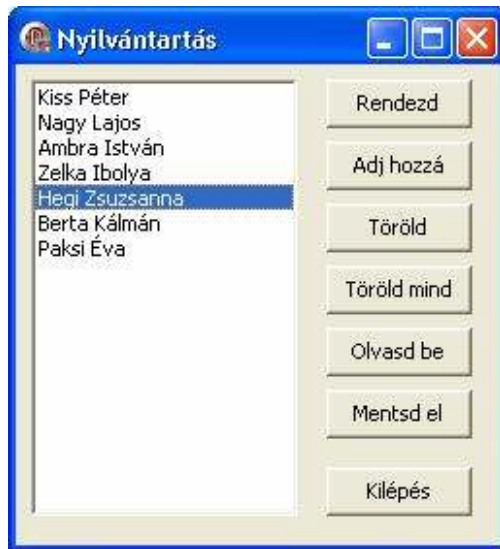 Nyilvántartás
Kiss Péter
Nagy Lajos
Ambra István
Zelka Ibolya
Hegi Zsuzsanna
Berta Kálmán
Paksi Éva
Rendezd
Adj hozzá
Töröld
Töröld mind
Olvasd be
Mentsd el
Kilépés